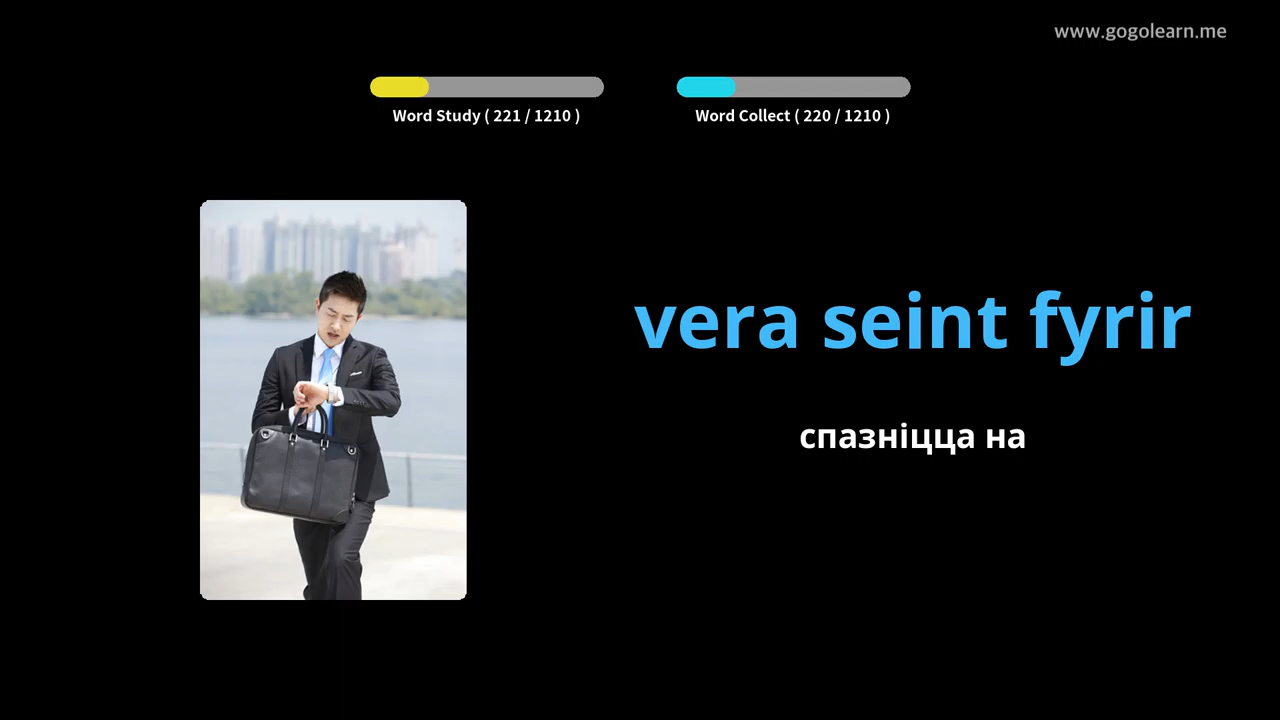 www.gogolearn.me
Word Study ( 221 / 1210 )
Word Collect ( 220 / 1210 )
vera seint fyrir
спазніцца на